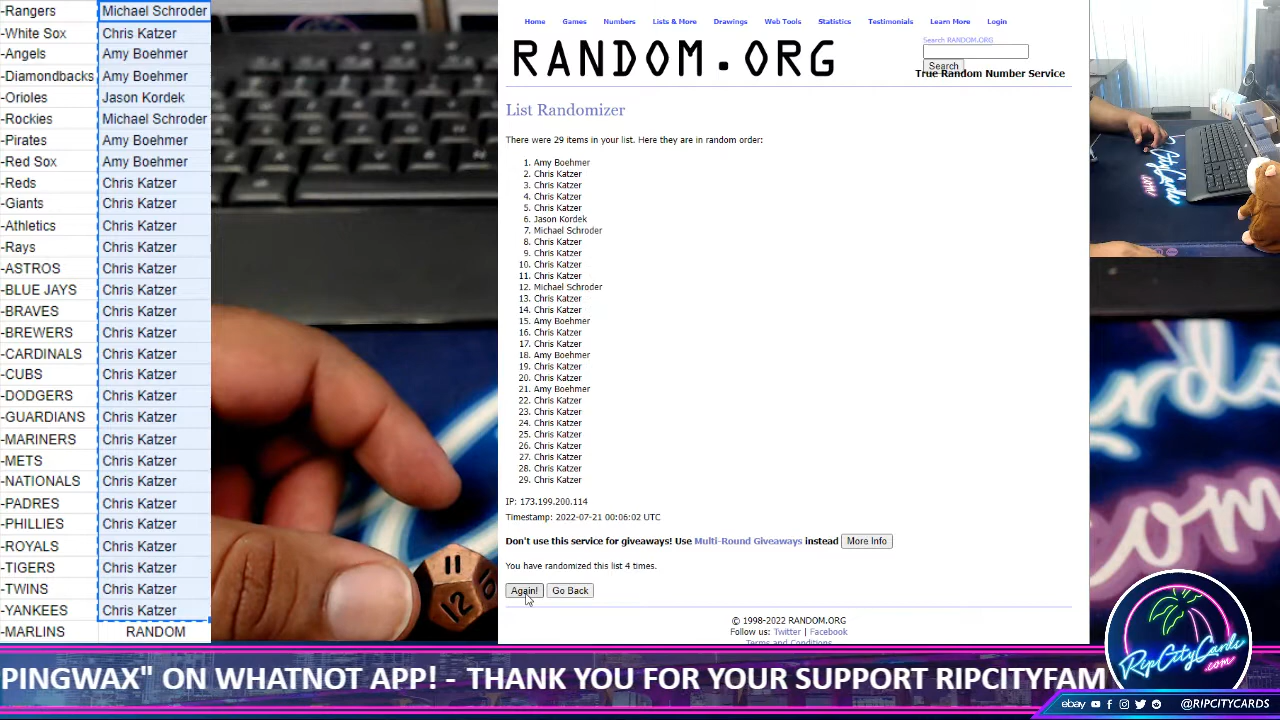 -Rangers Michael Schroder
-White Sox Chris Katzer
-Angels Amy Boehmer
-Diamondbacks Amy Boehmer
-Orioles Jason Kordek
-Rockies Michael Schroder
-Pirates Amy Boehmer
-Red Sox Amy Boehmer
-Reds Chris Katzer
-Giants Chris Katzer
-Athletics Chris Katzer
-Rays Chris Katzer
-ASTROS Chris Katzer
-BLUE JAYS Chris Katzer
-BRAVES Chris Katzer
-BREWERS Chris Katzer
-CARDINALS Chris Katzer
-CUBS Chris Katzer
-DODGERS Chris Katzer
-GUARDIANS Chris Katzer
-MARINERS Chris Katzer
-METS Chris Katzer
-NATIONALS Chris Katzer
-PADRES Chris Katzer
-PHILLIES Chris Katzer
-ROYALS Chris Katzer
-TIGERS Chris Katzer
-TWINS Chris Katzer
-YANKEES Chris Katzer
-MARLINS RANDOM
11
12
Home Games Numbers Lists & More Drawings Web Tools Statistics Testimonials Learn More Login
RANDOM.ORG
Search RANDOM.ORG
Search
True Random Number Service
List Randomizer
There were 29 items in your list. Here they are in random order:
1. Amy Boehmer
2. Chris Katzer
3. Chris Katzer
4. Chris Katzer
5. Chris Katzer
6. Jason Kordek
7. Michael Schroder
8. Chris Katzer
9. Chris Katzer
10. Chris Katzer
11. Chris Katzer
12. Michael Schroder
13. Chris Katzer
14. Chris Katzer
15. Amy Boehmer
16. Chris Katzer
17. Chris Katzer
18. Amy Boehmer
19. Chris Katzer
20. Chris Katzer
21. Amy Boehmer
22. Chris Katzer
23. Chris Katzer
24. Chris Katzer
25. Chris Katzer
26. Chris Katzer
27. Chris Katzer
28. Chris Katzer
29. Chris Katzer
IP: 173.199.200.114
Timestamp: 2022-07-21 00:06:02 UTC
Don't use this service for giveaways! Use Multi-Round Giveaways instead More Info
You have randomized this list 4 times.
Again! Go Back
© 1998-2022 RANDOM.ORG
Follow us: Twitter | Facebook
Terms and Conditions
PINGWAX" ON WHATNOT APP! - THANK YOU FOR YOUR SUPPORT RIPCITYFAM
RipCityCards
.com
ebay @RIPCITYCARDS